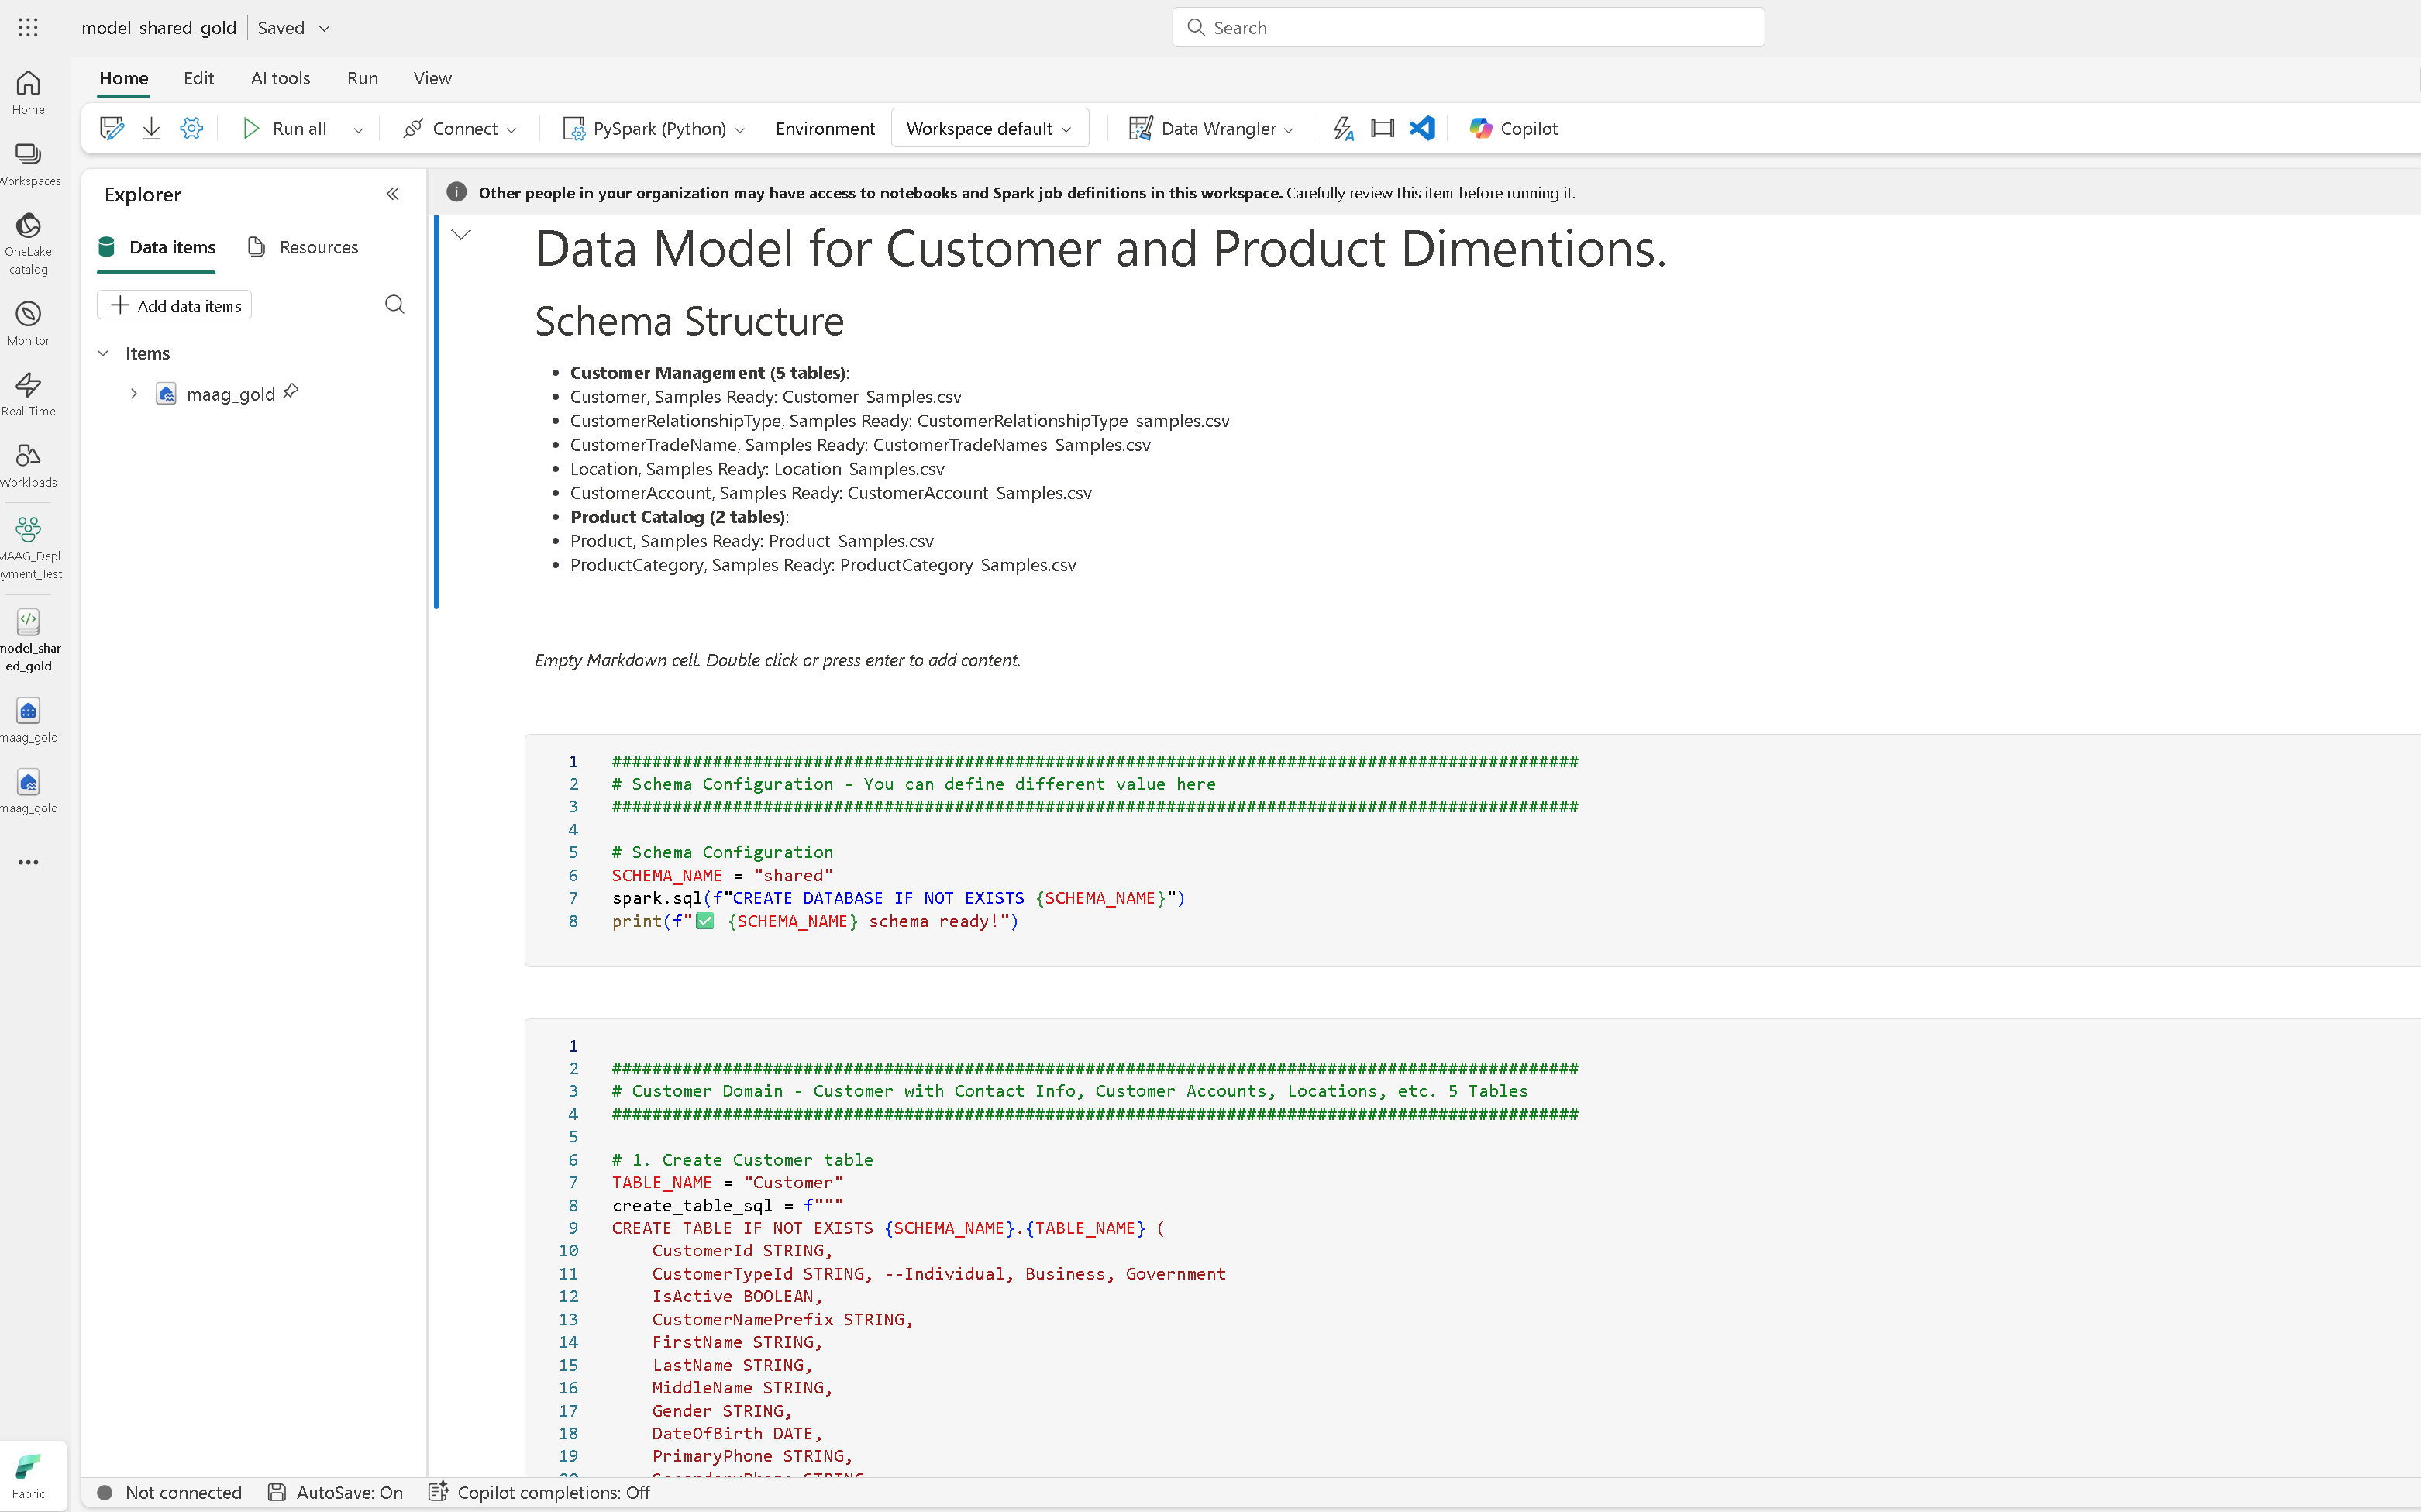 model_shared_gold
Saved
Search
Home
Edit
AI tools
Run
View
Run all
Connect
PySpark (Python)
Environment
Workspace default
Data Wrangler
Copilot
Home
Workspaces
OneLake
catalog
Monitor
Real-Time
Workloads
MAAG_Depl
oyment_Test
model_shar
ed_gold
maag_gold
maag_gold
Fabric
Explorer
Data items
Resources
Add data items
Items
maag_gold
Other people in your organization may have access to notebooks and Spark job definitions in this workspace. Carefully review this item before running it.
Data Model for Customer and Product Dimentions.
Schema Structure
• Customer Management (5 tables):
• Customer, Samples Ready: Customer_Samples.csv
• CustomerRelationshipType, Samples Ready: CustomerRelationshipType_samples.csv
• CustomerTradeName, Samples Ready: CustomerTradeNames_Samples.csv
• Location, Samples Ready: Location_Samples.csv
• CustomerAccount, Samples Ready: CustomerAccount_Samples.csv
• Product Catalog (2 tables):
• Product, Samples Ready: Product_Samples.csv
• ProductCategory, Samples Ready: ProductCategory_Samples.csv
Empty Markdown cell. Double click or press enter to add content.
1 ################################################################################################
2 # Schema Configuration - You can define different value here
3 ################################################################################################
4
5 # Schema Configuration
6 SCHEMA_NAME = "shared"
7 spark.sql(f"CREATE DATABASE IF NOT EXISTS {SCHEMA_NAME}")
8 print(f"✅ {SCHEMA_NAME} schema ready!")
1
2 ################################################################################################
3 # Customer Domain - Customer with Contact Info, Customer Accounts, Locations, etc. 5 Tables
4 ################################################################################################
5
6 # 1. Create Customer table
7 TABLE_NAME = "Customer"
8 create_table_sql = f"""
9 CREATE TABLE IF NOT EXISTS {SCHEMA_NAME}.{TABLE_NAME} (
10 CustomerId STRING,
11 CustomerTypeId STRING, --Individual, Business, Government
12 IsActive BOOLEAN,
13 CustomerNamePrefix STRING,
14 FirstName STRING,
15 LastName STRING,
16 MiddleName STRING,
17 Gender STRING,
18 DateOfBirth DATE,
19 PrimaryPhone STRING,
Not connected
AutoSave: On
Copilot completions: Off